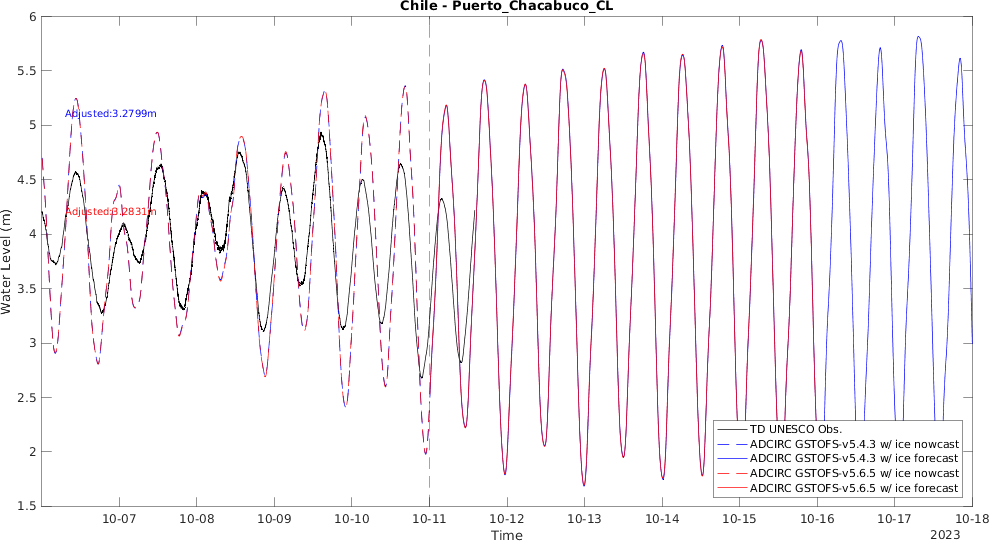 Chile - Puerto_Chacabuco_CL
6
5.5
5
4.5
4
3.5
3
2.5
2
1.5
Water Level (m)
Adjusted:3.2799m
Adjusted:3.2831m
TD UNESCO Obs.
ADCIRC GSTOFS-v5.4.3 w/ ice nowcast
ADCIRC GSTOFS-v5.4.3 w/ ice forecast
ADCIRC GSTOFS-v5.6.5 w/ ice nowcast
ADCIRC GSTOFS-v5.6.5 w/ ice forecast
10-07 10-08 10-09 10-10 10-11 10-12 10-13 10-14 10-15 10-16 10-17 10-18
Time
2023